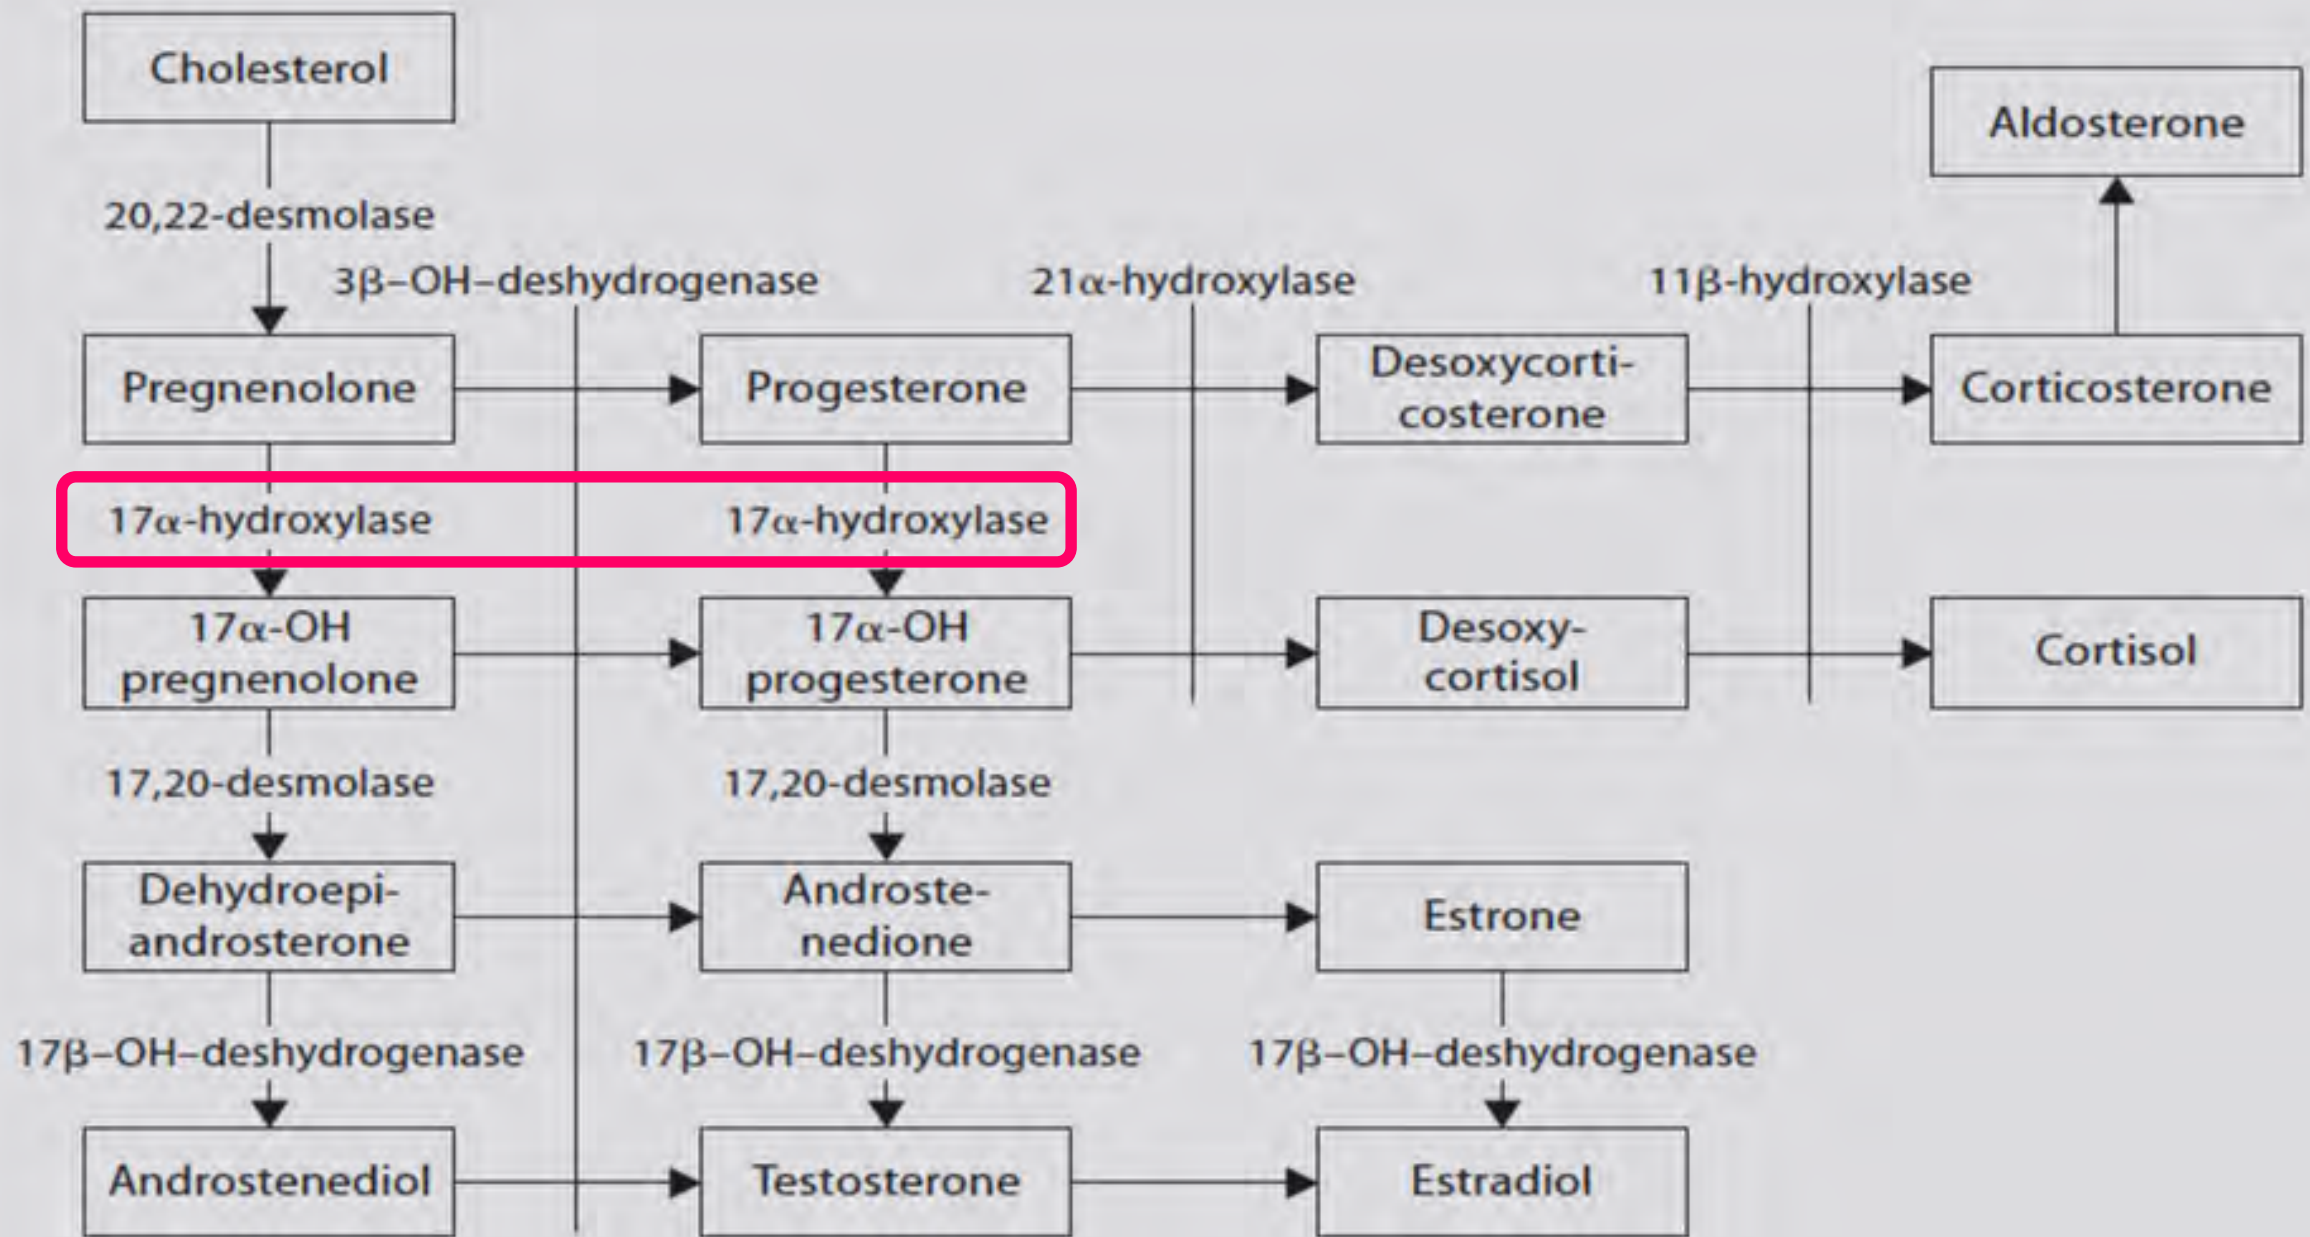 Cholesterol
Aldosterone
20,22-desmolase
3β–OH–deshydrogenase
21α-hydroxylase
11β-hydroxylase
Pregnenolone
Progesterone
Desoxycorti-
costerone
Corticosterone
17α-hydroxylase
17α-hydroxylase
17α-OH
pregnenolone
17α-OH
progesterone
Desoxy-
cortisol
Cortisol
17,20-desmolase
17,20-desmolase
Dehydroepi-
androsterone
Androste-
nedione
Estrone
17β–OH–deshydrogenase
17β–OH–deshydrogenase
17β–OH–deshydrogenase
Androstenediol
Testosterone
Estradiol